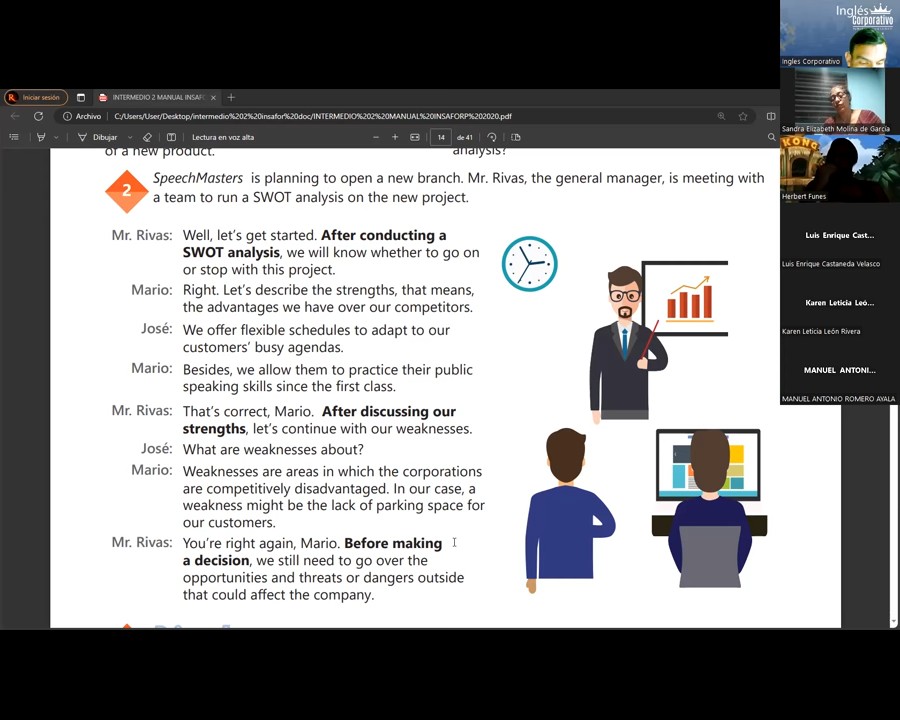 Inglés
Corporativo
Ingles Corporativo
Iniciar sesión
INTERMEDIO 2 MANUAL INSAFC
Archivo
C:/Users/User/Desktop/intermedio%202%20insafor%20doc/INTERMEDIO%202%20MANUAL%20INSAFORP%202020.pdf
Dibujar
Lectura en voz alta
14
de 41
of a new product.
analysis?
2
SpeechMasters is planning to open a new branch. Mr. Rivas, the general manager, is meeting with
a team to run a SWOT analysis on the new project.
Mr. Rivas: Well, let's get started. After conducting a
SWOT analysis, we will know whether to go on
or stop with this project.
Mario: Right. Let's describe the strengths, that means,
the advantages we have over our competitors.
José: We offer flexible schedules to adapt to our
customers' busy agendas.
Mario: Besides, we allow them to practice their public
speaking skills since the first class.
Mr. Rivas: That's correct, Mario. After discussing our
strengths, let's continue with our weaknesses.
José: What are weaknesses about?
Mario: Weaknesses are areas in which the corporations
are competitively disadvantaged. In our case, a
weakness might be the lack of parking space for
our customers.
Mr. Rivas: You're right again, Mario. Before making
a decision, we still need to go over the
opportunities and threats or dangers outside
that could affect the company.
Sandra Elizabeth Molina de García
KONG
Herbert Funes
Luis Enrique Cast...
Luis Enrique Castaneda Velasco
Karen Leticia Leó...
Karen Leticia León Rivera
MANUEL ANTONI...
MANUEL ANTONIO ROMERO AYALA